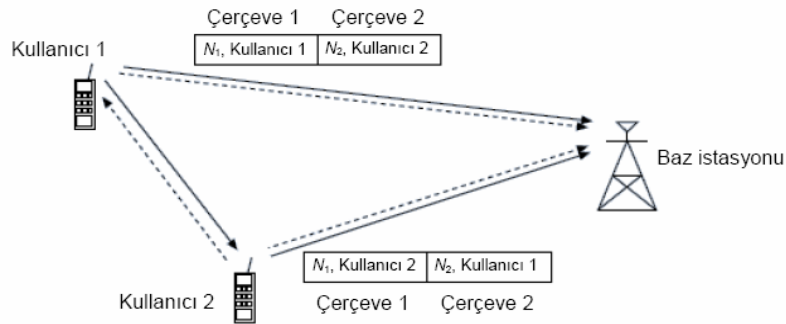 Çerçeve 1 Çerçeve 2
Kullanıcı 1
N₁, Kullanıcı 1 N₂, Kullanıcı 2
Baz istasyonu
N₁, Kullanıcı 2 N₂, Kullanıcı 1
Kullanıcı 2
Çerçeve 1 Çerçeve 2